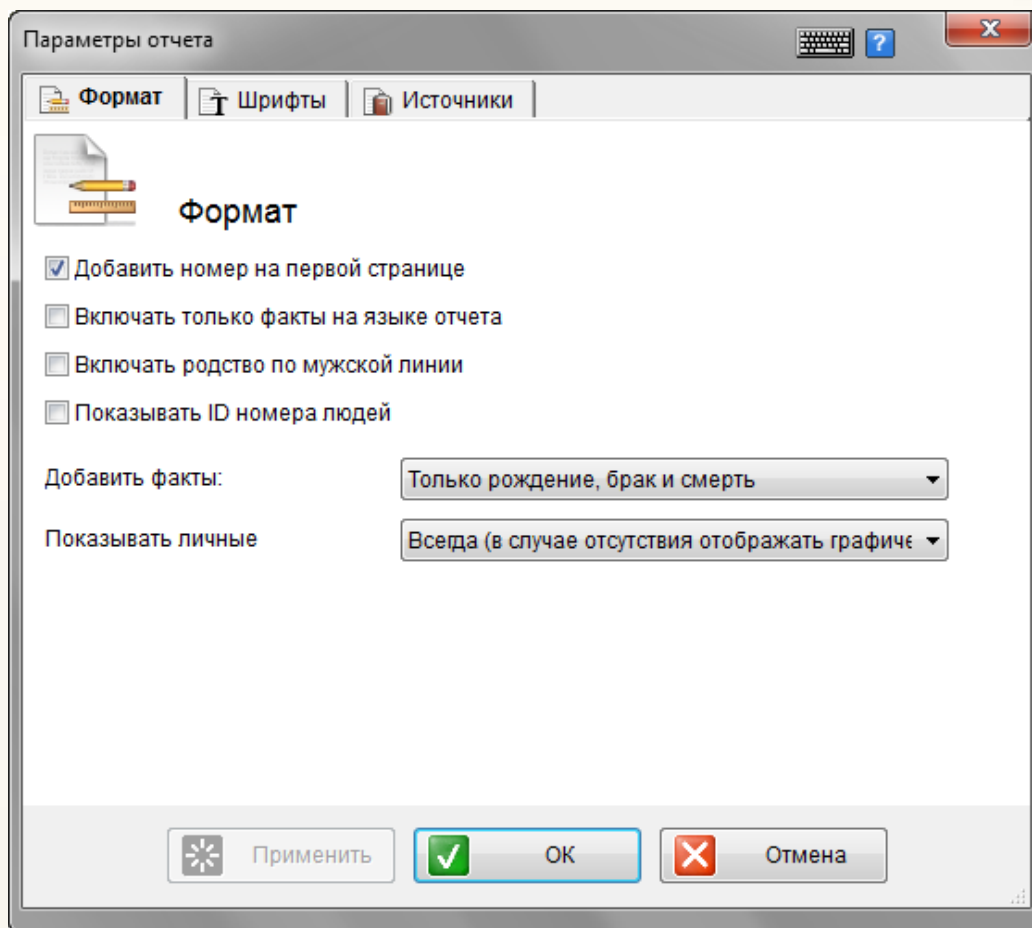 Параметры отчета
?
Формат Шрифты Источники
Формат
Добавить номер на первой странице
Включать только факты на языке отчета
Включать родство по мужской линии
Показывать ID номера людей
Добавить факты: Только рождение, брак и смерть
Показывать личные Всегда (в случае отсутствия отображать графиче
Применить ОК Отмена